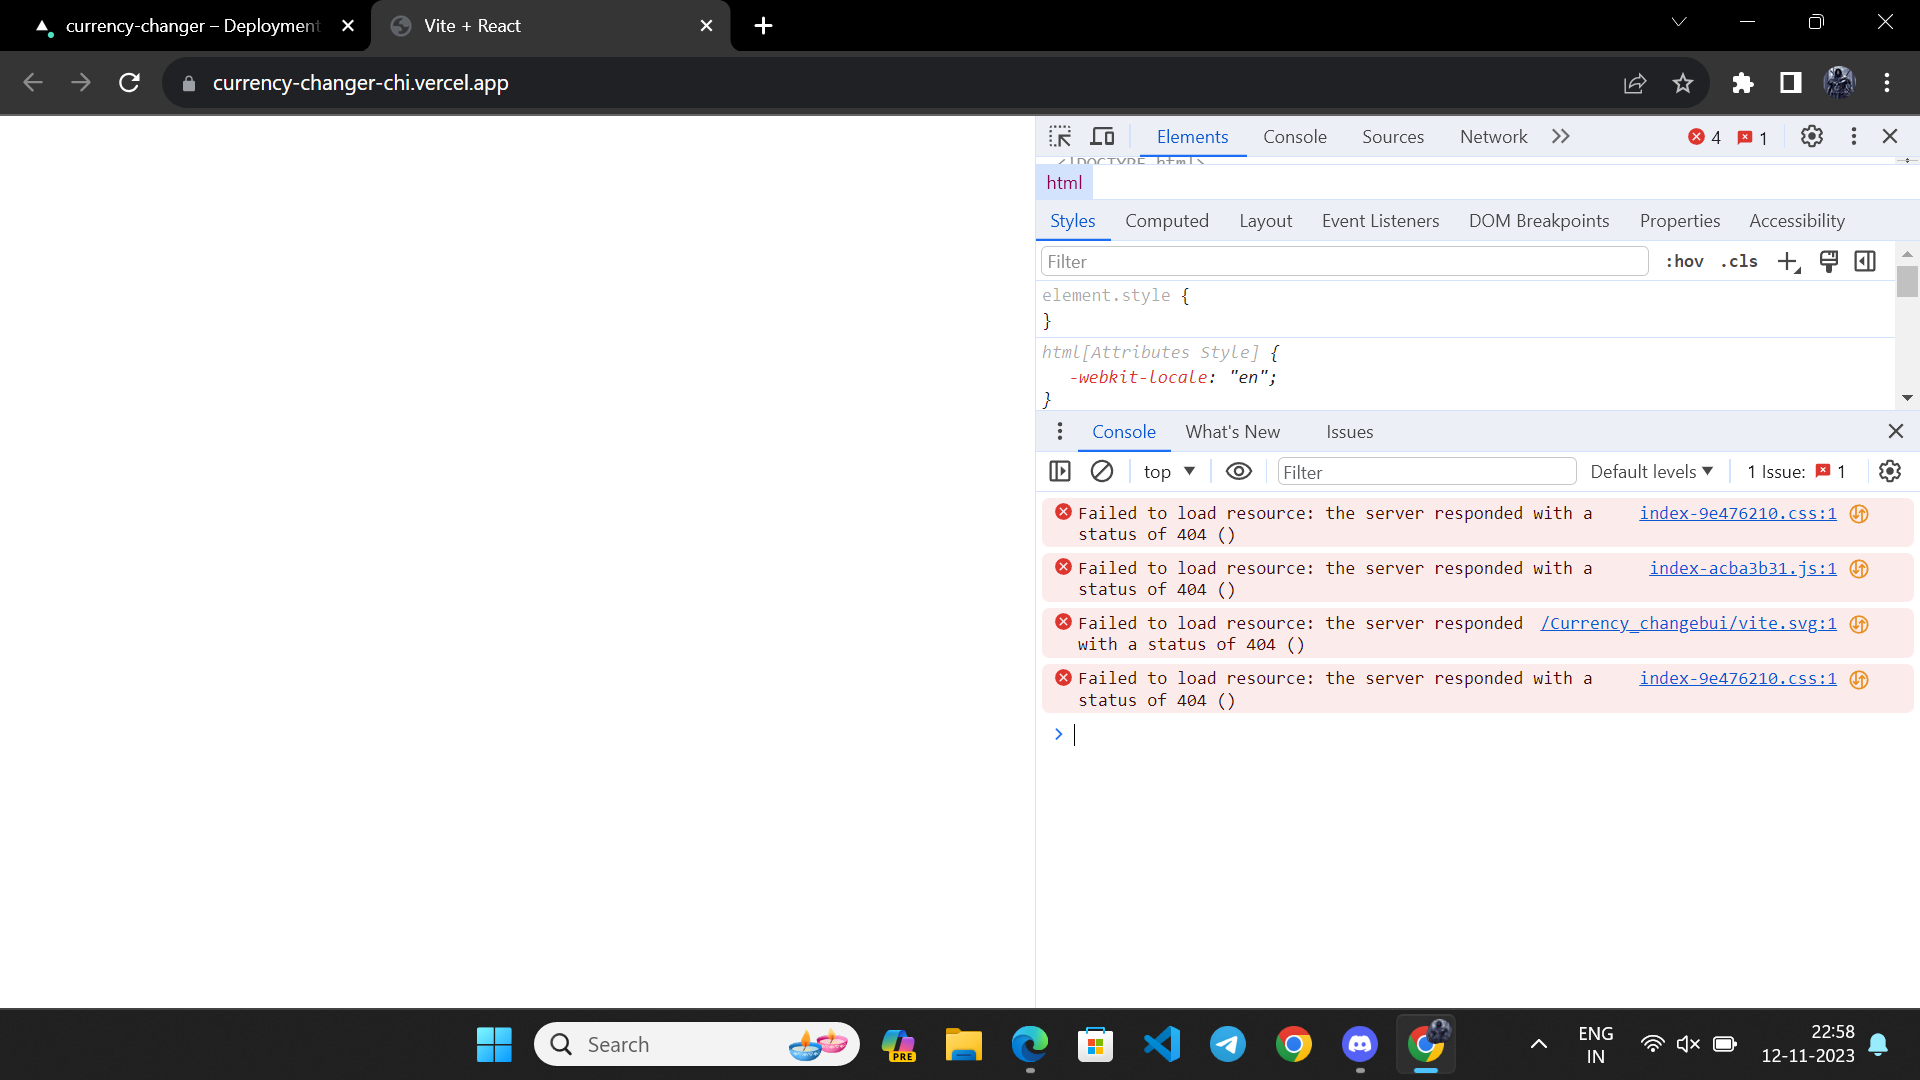 currency-changer – Deployment
Vite + React
currency-changer-chi.vercel.app
Elements Console Sources Network 4 1
<!DOCTYPE html>
html
Styles Computed Layout Event Listeners DOM Breakpoints Properties Accessibility
Filter :hov .cls
element.style {
}
html[Attributes Style] {
-webkit-locale: "en";
}
Console What's New Issues
top Filter Default levels 1 Issue: 1
Failed to load resource: the server responded with a index-9e476210.css:1
status of 404 ()
Failed to load resource: the server responded with a index-acba3b31.js:1
status of 404 ()
Failed to load resource: the server responded /Currency_changebui/vite.svg:1
with a status of 404 ()
Failed to load resource: the server responded with a index-9e476210.css:1
status of 404 ()
Search
PRE
ENG
IN
22:58
12-11-2023